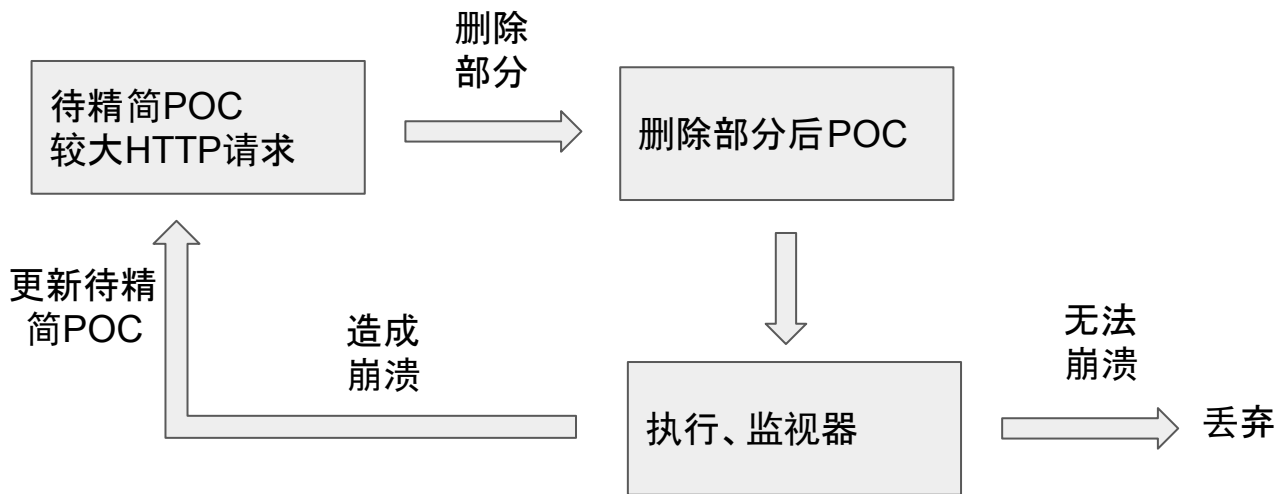 删除
部分
待精简POC
较大HTTP请求
删除部分后POC
更新待精
简POC
造成
崩溃
无法
崩溃
执行、监视器
丢弃